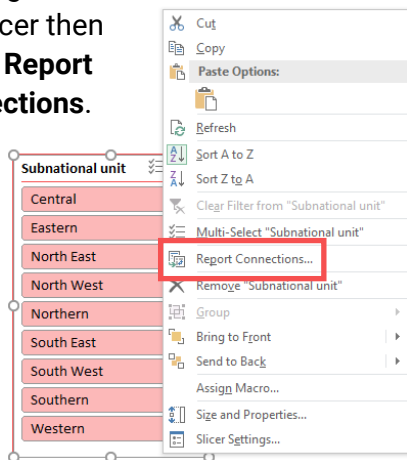 cer then
Report
ections.
Subnational unit
Central
Eastern
North East
North West
Northern
South East
South West
Southern
Western
Cut
Copy
Paste Options:
Refresh
Sort A to Z
Sort Z to A
Clear Filter from "Subnational unit"
Multi-Select "Subnational unit"
Report Connections...
Remove "Subnational unit"
Group
Bring to Front
Send to Back
Assign Macro...
Size and Properties...
Slicer Settings...